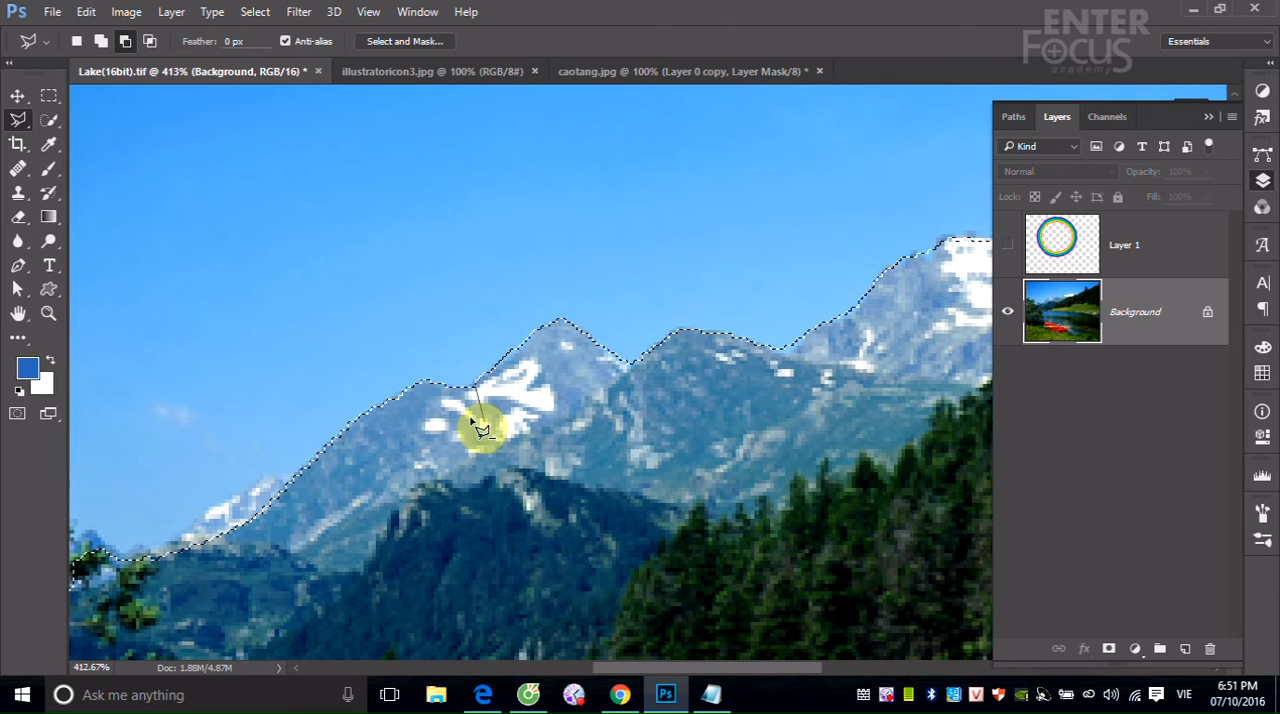 Ps File Edit Image Layer Type Select Filter 3D View Window Help
ENTER
FOCUS
academy
Feather: 0 px Anti-alias Select and Mask... Essentials
Lake(16bit).tif @ 413% (Background, RGB/16) * illustratoricon3.jpg @ 100% (RGB/8#) caotang.jpg @ 100% (Layer 0 copy, Layer Mask/8) *
Paths Layers Channels
Kind
Normal Opacity: 100%
Lock: Fill: 100%
Layer 1
Background
412.67% Doc: 1.88M/4.87M
Ask me anything
VIE
6:51 PM
07/10/2016